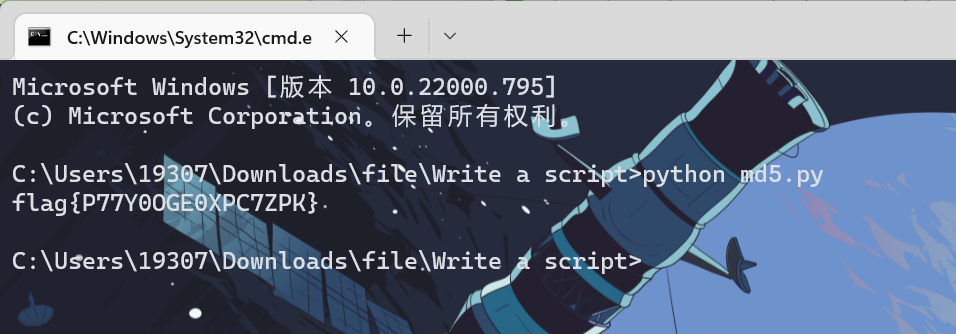 C:\Windows\System32\cmd.e
Microsoft Windows [版本 10.0.22000.795]
(c) Microsoft Corporation。保留所有权利。
C:\Users\19307\Downloads\file\Write a script>python md5.py
flag{P77Y0OGE0XPC7ZPK}
C:\Users\19307\Downloads\file\Write a script>